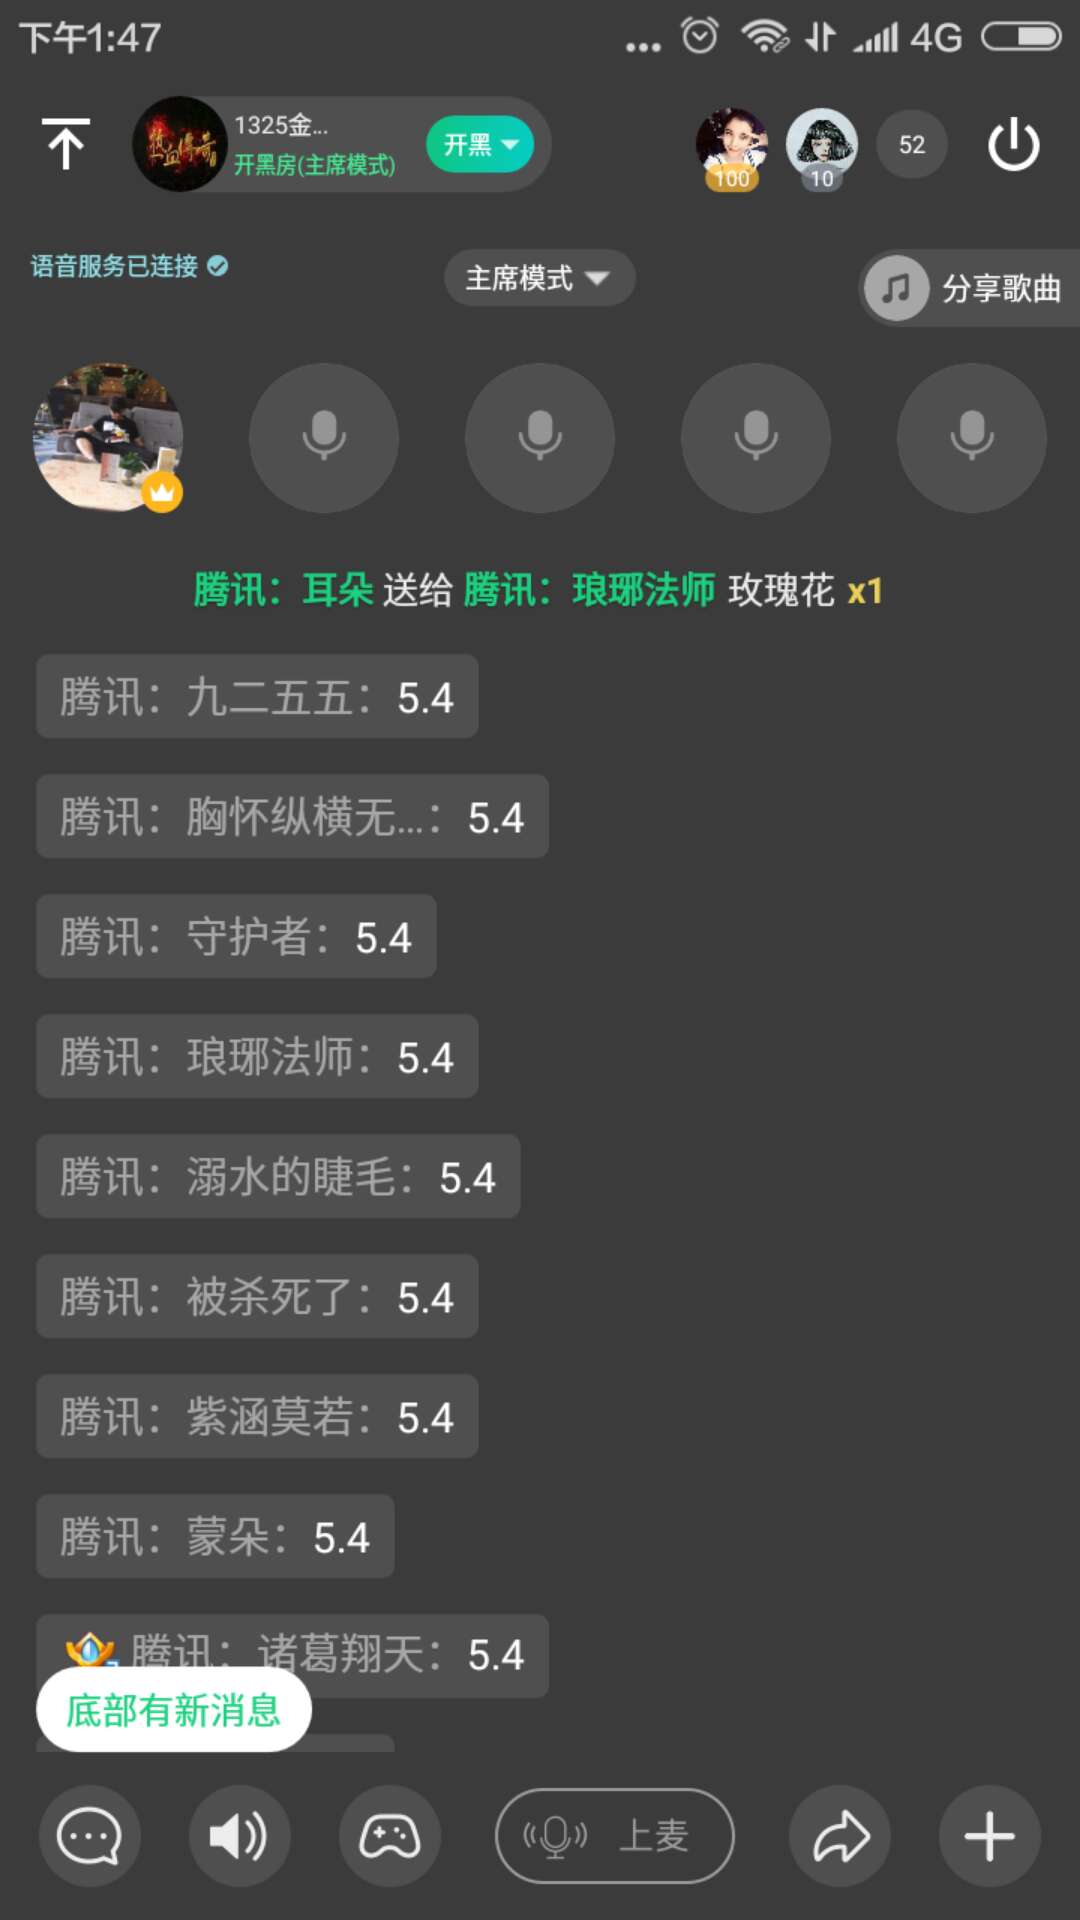 下午1:47
4G
热血传奇
1325金...
开黑房(主席模式)
开黑
100
10
52
语音服务已连接
主席模式
分享歌曲
腾讯：耳朵 送给 腾讯：琅琊法师 玫瑰花 x1
腾讯：九二五五：5.4
腾讯：胸怀纵横无...：5.4
腾讯：守护者：5.4
腾讯：琅琊法师：5.4
腾讯：溺水的睫毛：5.4
腾讯：被杀死了：5.4
腾讯：紫涵莫若：5.4
腾讯：蒙朵：5.4
腾讯：诸葛翔天：5.4
底部有新消息
上麦